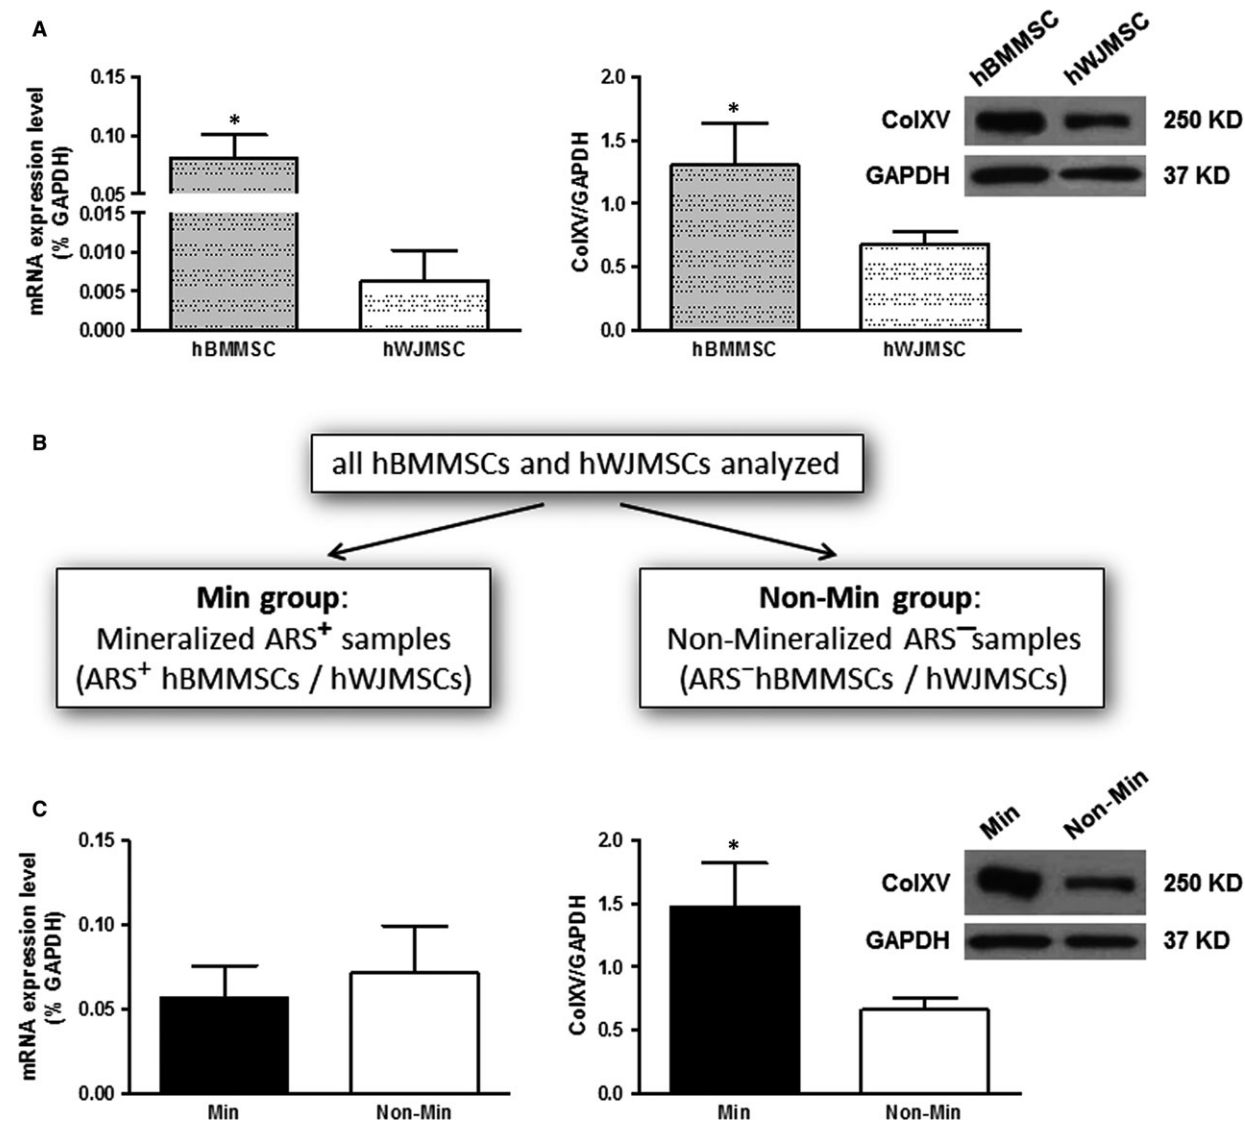 A
mRNA expression level
(% GAPDH)
0.15
0.10
0.05
0.015
0.010
0.005
0.000
*
hBMMSC
hWJMSC
ColXV/GAPDH
2.0
1.5
1.0
0.5
0.0
*
hBMMSC
hWJMSC
hBMMSC
hWJMSC
ColXV
250 KD
GAPDH
37 KD
B
all hBMMSCs and hWJMSCs analyzed
Min group:
Mineralized ARS⁺ samples
(ARS⁺ hBMMSCs / hWJMSCs)
Non-Min group:
Non-Mineralized ARS⁻samples
(ARS⁻hBMMSCs / hWJMSCs)
C
mRNA expression level
(% GAPDH)
0.15
0.10
0.05
0.00
Min
Non-Min
ColXV/GAPDH
2.0
1.5
1.0
0.5
0.0
*
Min
Non-Min
Min
Non-Min
ColXV
250 KD
GAPDH
37 KD